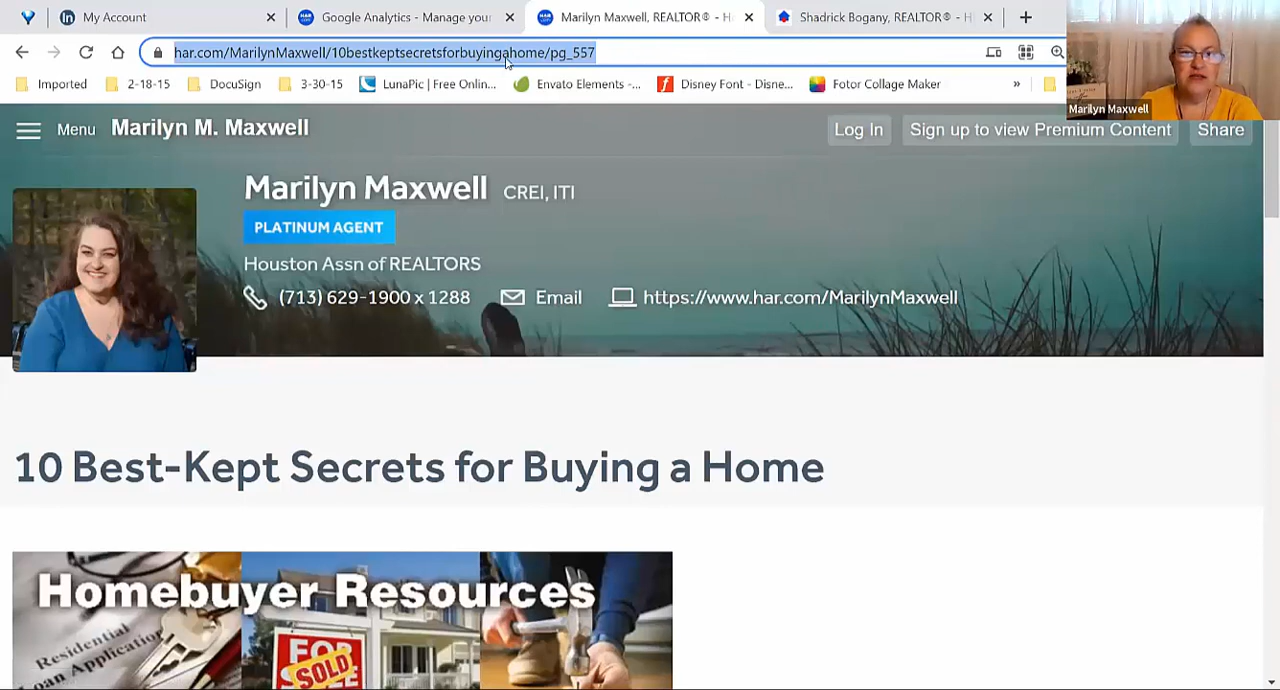 My Account
Google Analytics - Manage your
Marilyn Maxwell, REALTOR® - H
Shadrick Bogany, REALTOR® - H
har.com/MarilynMaxwell/10bestkeptsecretsforbuyingahome/pg_557
Imported
2-18-15
DocuSign
3-30-15
LunaPic | Free Onlin...
Envato Elements -...
Disney Font - Disne...
Fotor Collage Maker
»
Marilyn Maxwell
Menu
Marilyn M. Maxwell
Log In
Sign up to view Premium Content
Share
Marilyn Maxwell CREI, ITI
PLATINUM AGENT
Houston Assn of REALTORS
(713) 629-1900 x 1288
Email
https://www.har.com/MarilynMaxwell
10 Best-Kept Secrets for Buying a Home
Homebuyer Resources
Residential
Loan Application
FOR
SOLD